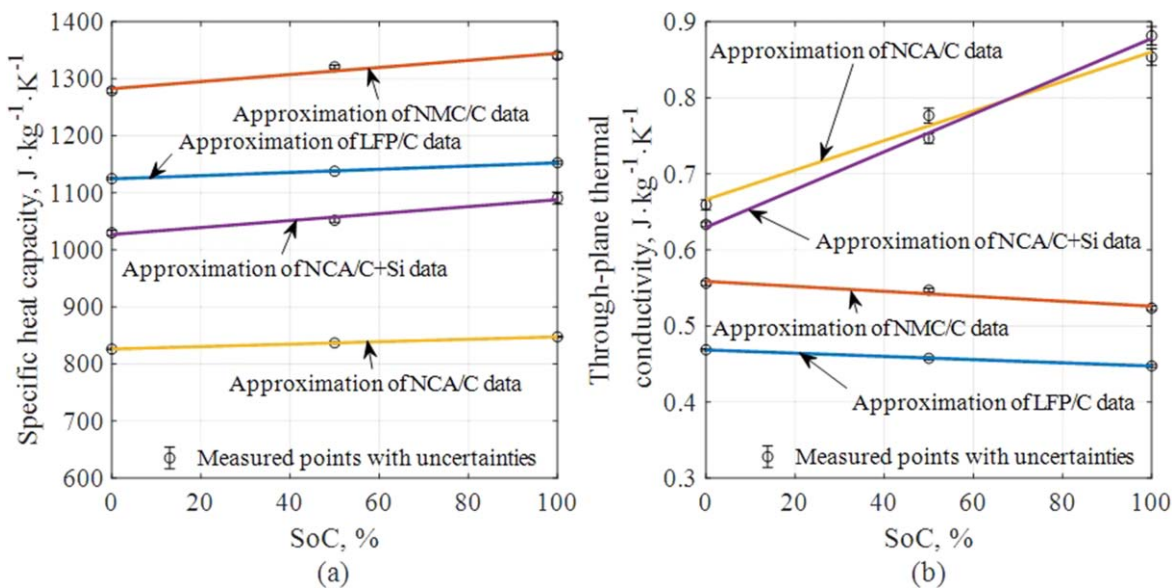 1400
1300
1200
1100
1000
900
800
700
600
0
20
40
60
80
100
Specific heat capacity, J·kg⁻¹·K⁻¹
Approximation of NMC/C data
Approximation of LFP/C data
Approximation of NCA/C+Si data
Approximation of NCA/C data
Measured points with uncertainties
SoC, %
(a)
0.9
0.8
0.7
0.6
0.5
0.4
0.3
0
20
40
60
80
100
Through-plane thermal
conductivity, J·kg⁻¹·K⁻¹
Approximation of NCA/C data
Approximation of NCA/C+Si data
Approximation of NMC/C data
Approximation of LFP/C data
Measured points with uncertainties
SoC, %
(b)